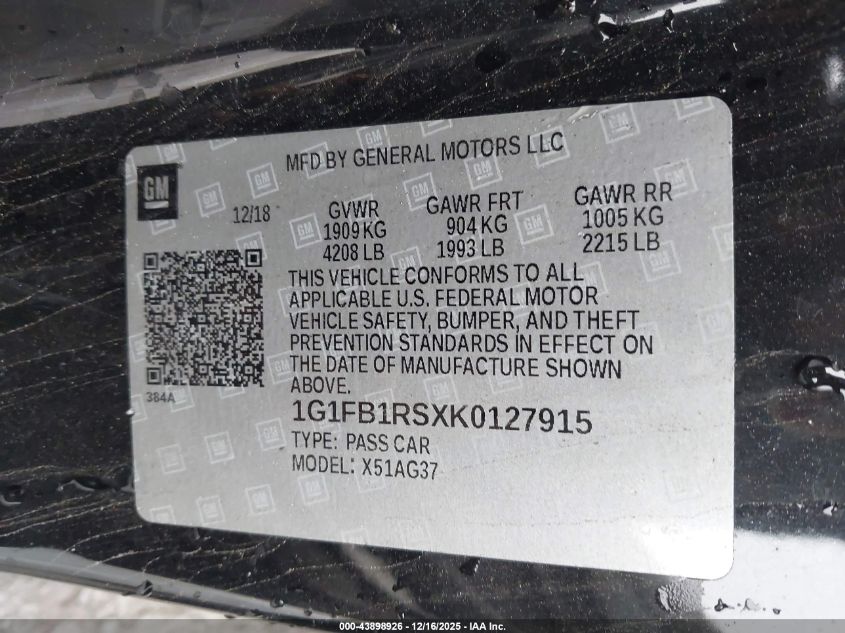 MFD BY GENERAL MOTORS LLC
GM
12/18
GVWR GAWR FRT GAWR RR
1909 KG 904 KG 1005 KG
4208 LB 1993 LB 2215 LB
THIS VEHICLE CONFORMS TO ALL
APPLICABLE U.S. FEDERAL MOTOR
VEHICLE SAFETY, BUMPER, AND THEFT
PREVENTION STANDARDS IN EFFECT ON
THE DATE OF MANUFACTURE SHOWN
ABOVE.
384A
1G1FB1RSXK0127915
TYPE: PASS CAR
MODEL: X51AG37
000-43898926 - 12/16/2025 - IAA Inc.